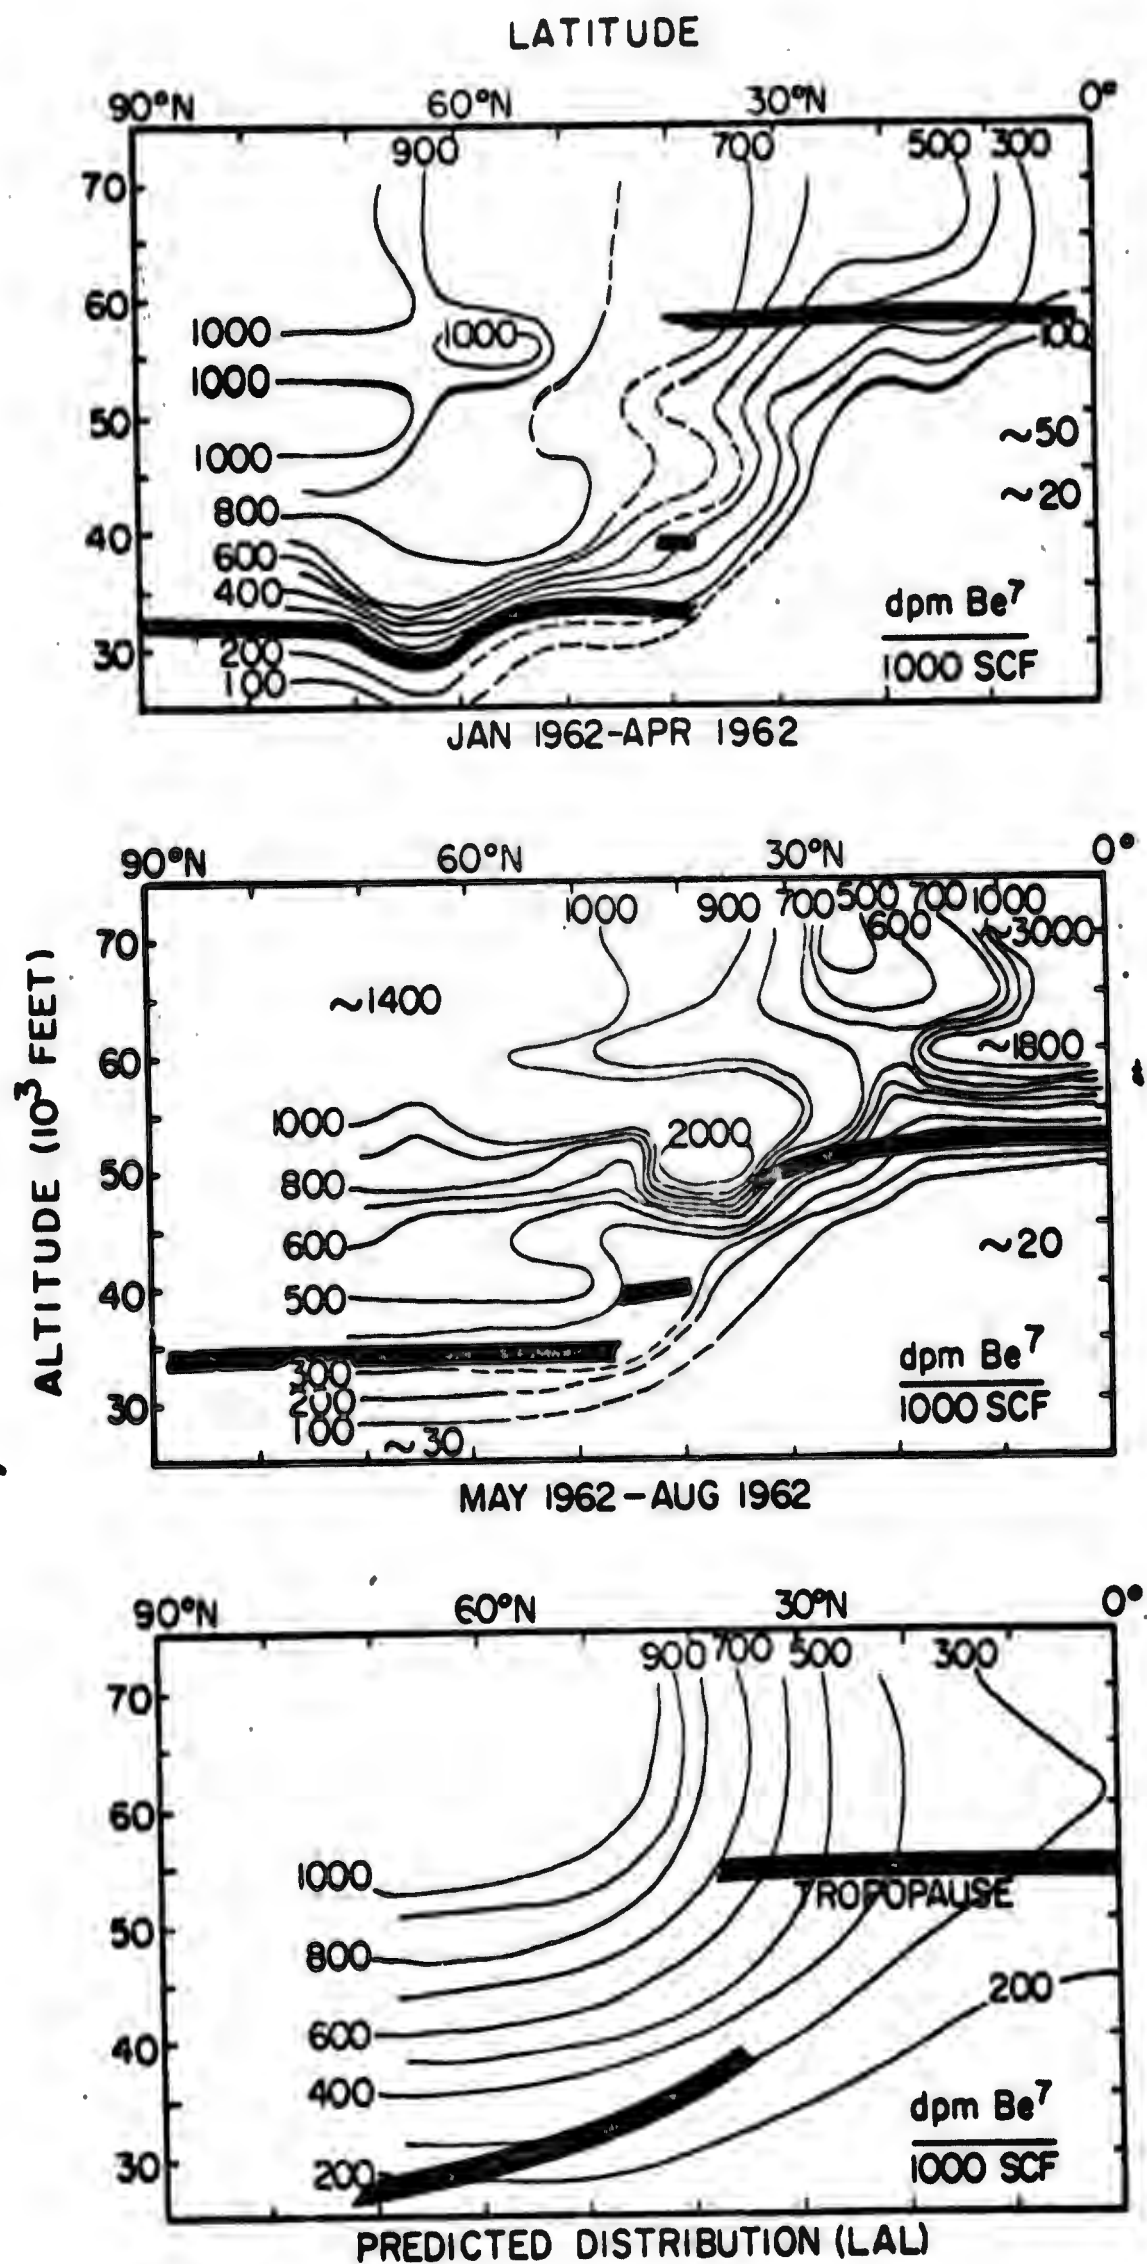 LATITUDE
90°N 60°N 30°N 0°
900 700 500 300
70
60
1000 1000 100
1000
50 ~50
1000
~20
800
40
600
400
dpm Be⁷
30 200
1000 SCF
100
JAN 1962-APR 1962
90°N 60°N 30°N 0°
1000 900 700 500 700 1000
600 ~3000
70
~1400
60 ~1800
1000
2000
50
800
600 ~20
40 500
dpm Be⁷
300
200 1000 SCF
30
100 ~30
MAY 1962-AUG 1962
ALTITUDE (10³ FEET)
90°N 60°N 30°N 0°
900 700 500 300
70
60
1000
TROPOPAUSE
50
800
200
600
40
400
dpm Be⁷
30 200
1000 SCF
PREDICTED DISTRIBUTION (LAL)